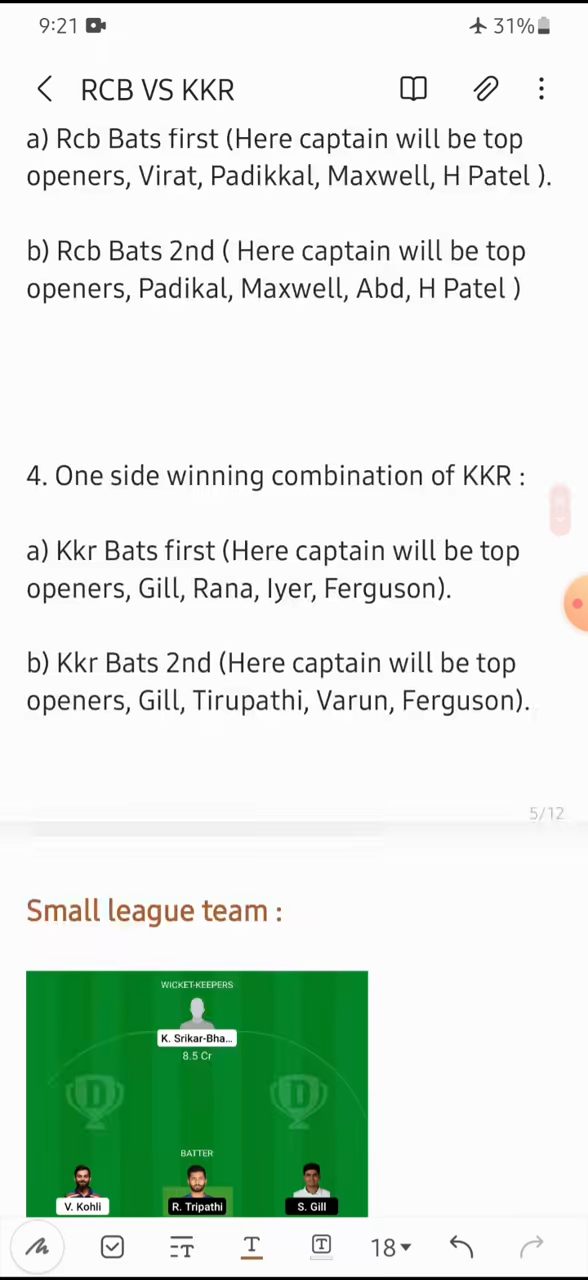 9:21 31%
RCB VS KKR
a) Rcb Bats first (Here captain will be top
openers, Virat, Padikkal, Maxwell, H Patel ).
b) Rcb Bats 2nd ( Here captain will be top
openers, Padikal, Maxwell, Abd, H Patel )
4. One side winning combination of KKR :
a) Kkr Bats first (Here captain will be top
openers, Gill, Rana, Iyer, Ferguson).
b) Kkr Bats 2nd (Here captain will be top
openers, Gill, Tirupathi, Varun, Ferguson).
5/12
Small league team :
WICKET-KEEPERS
K. Srikar-Bha...
8.5 Cr
D D
BATTER
V. Kohli R. Tripathi S. Gill
T T T 18